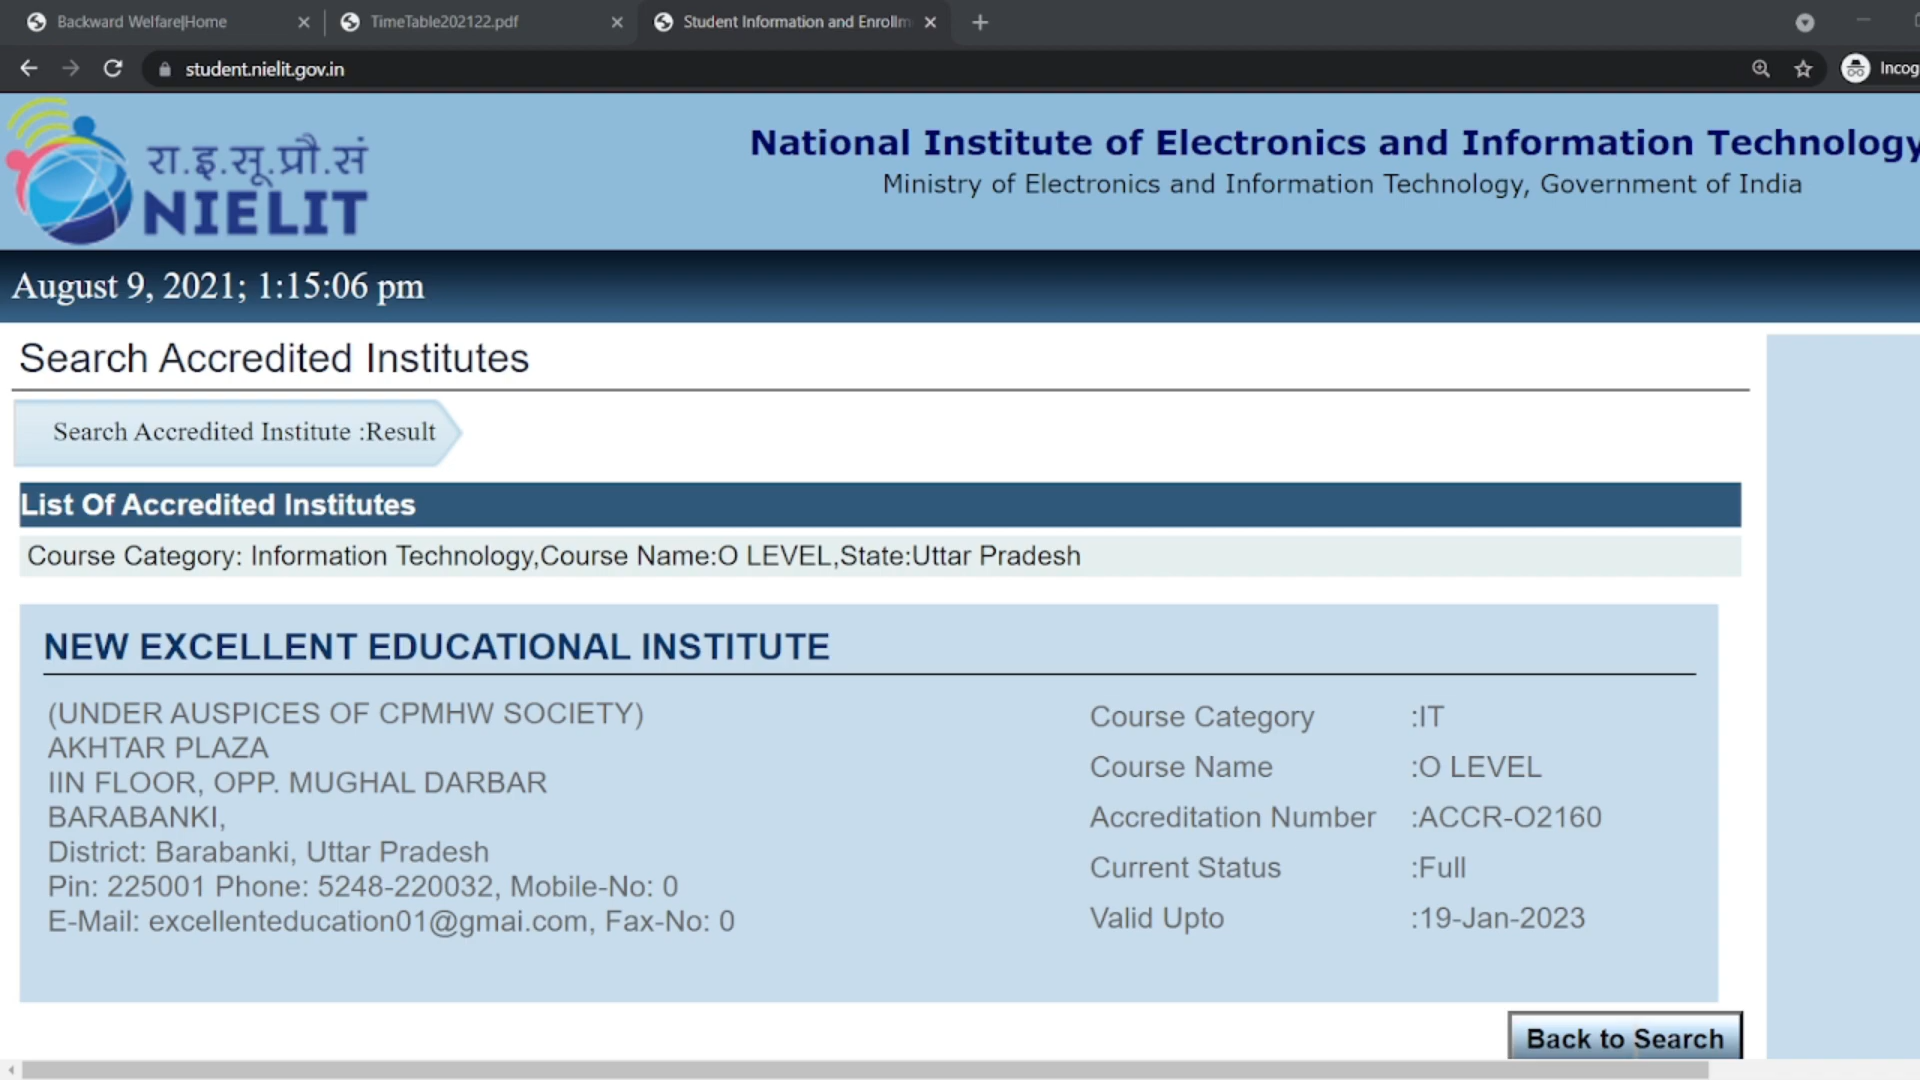 Backward Welfare|Home
TimeTable202122.pdf
Student Information and Enrollm
student.nielit.gov.in
Incog
रा.इ.सू.प्रौ.सं
NIELIT
National Institute of Electronics and Information Technology
Ministry of Electronics and Information Technology, Government of India
August 9, 2021; 1:15:06 pm
Search Accredited Institutes
Search Accredited Institute :Result
List Of Accredited Institutes
Course Category: Information Technology,Course Name:O LEVEL,State:Uttar Pradesh
NEW EXCELLENT EDUCATIONAL INSTITUTE
(UNDER AUSPICES OF CPMHW SOCIETY)
AKHTAR PLAZA
IIN FLOOR, OPP. MUGHAL DARBAR
BARABANKI,
District: Barabanki, Uttar Pradesh
Pin: 225001 Phone: 5248-220032, Mobile-No: 0
E-Mail: excellenteducation01@gmai.com, Fax-No: 0
Course Category :IT
Course Name :O LEVEL
Accreditation Number :ACCR-O2160
Current Status :Full
Valid Upto :19-Jan-2023
Back to Search